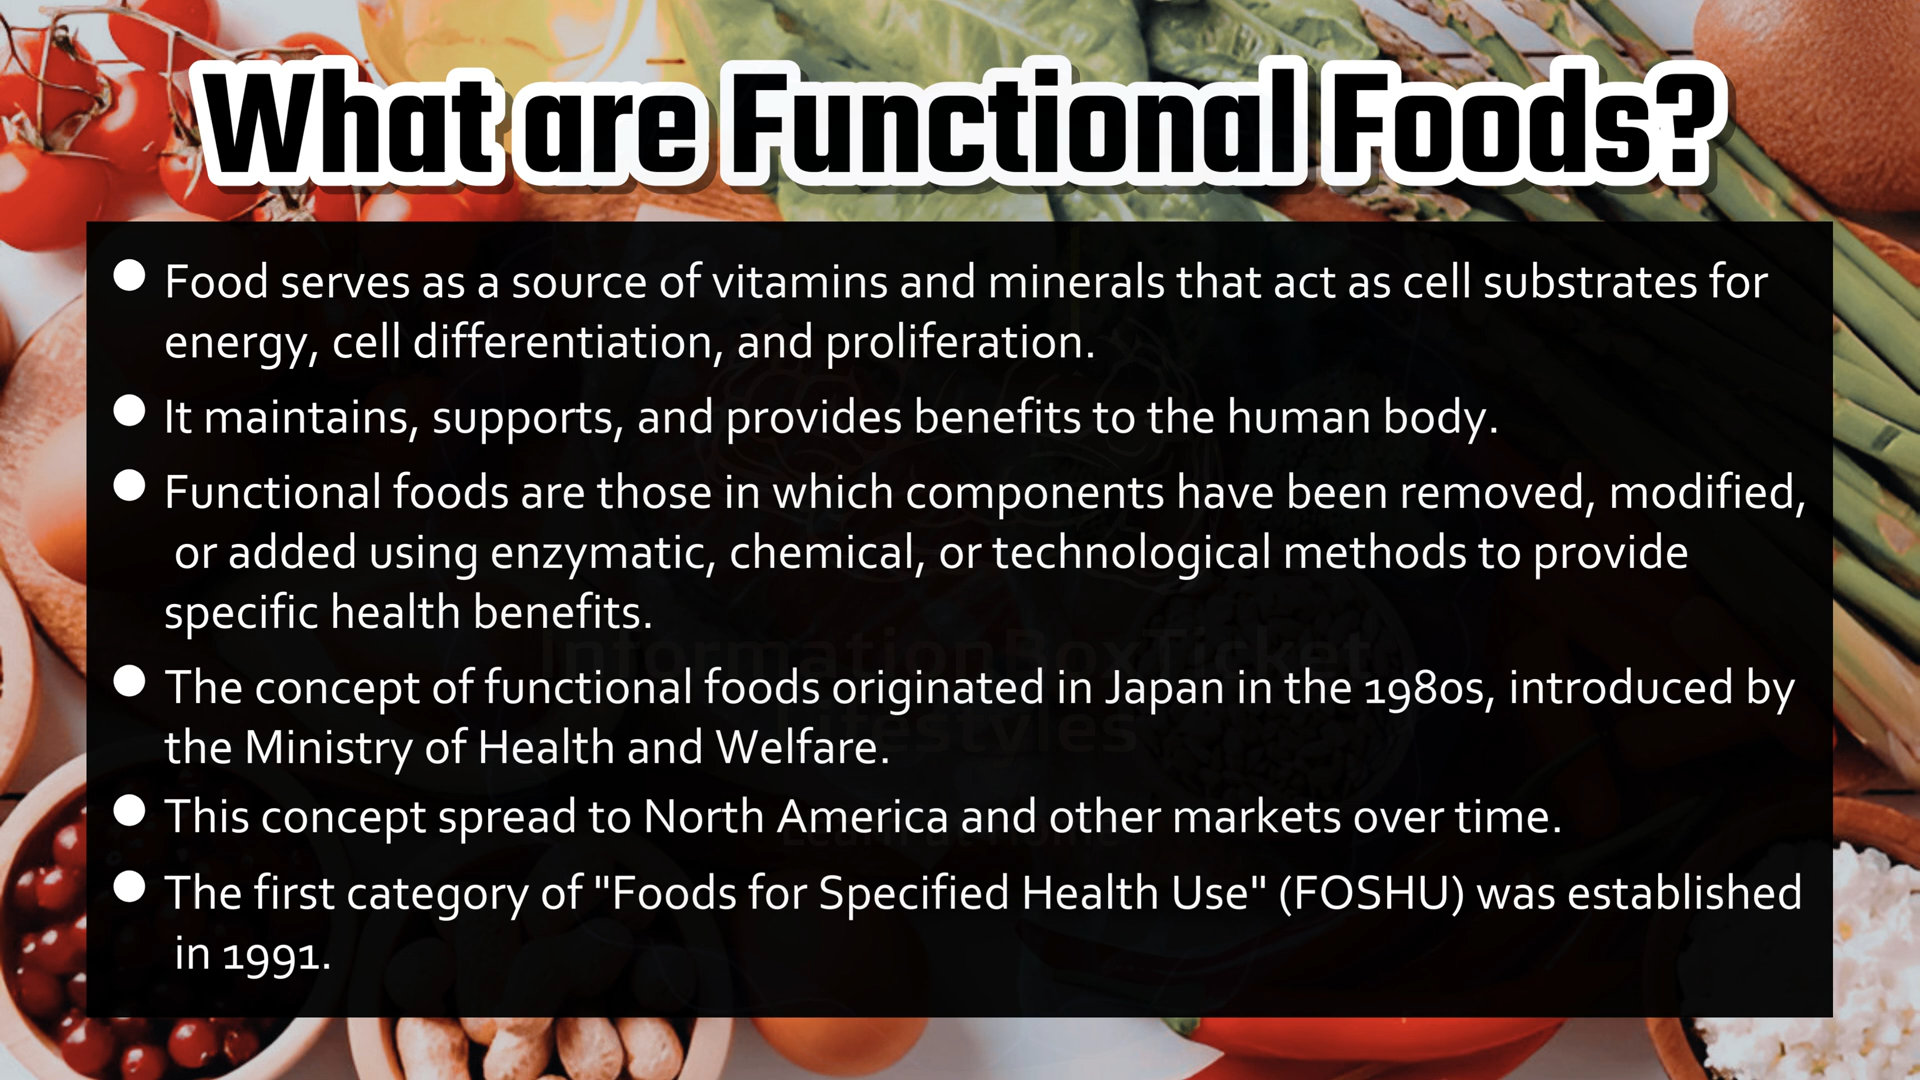 What are Functional Foods?
Food serves as a source of vitamins and minerals that act as cell substrates for
energy, cell differentiation, and proliferation.
It maintains, supports, and provides benefits to the human body.
Functional foods are those in which components have been removed, modified,
or added using enzymatic, chemical, or technological methods to provide
specific health benefits.
InformationBoxTicket
The concept of functional foods originated in Japan in the 1980s, introduced by
Lifestyles
the Ministry of Health and Welfare.
This concept spread to North America and other markets over time.
The first category of "Foods for Specified Health Use" (FOSHU) was established
in 1991.